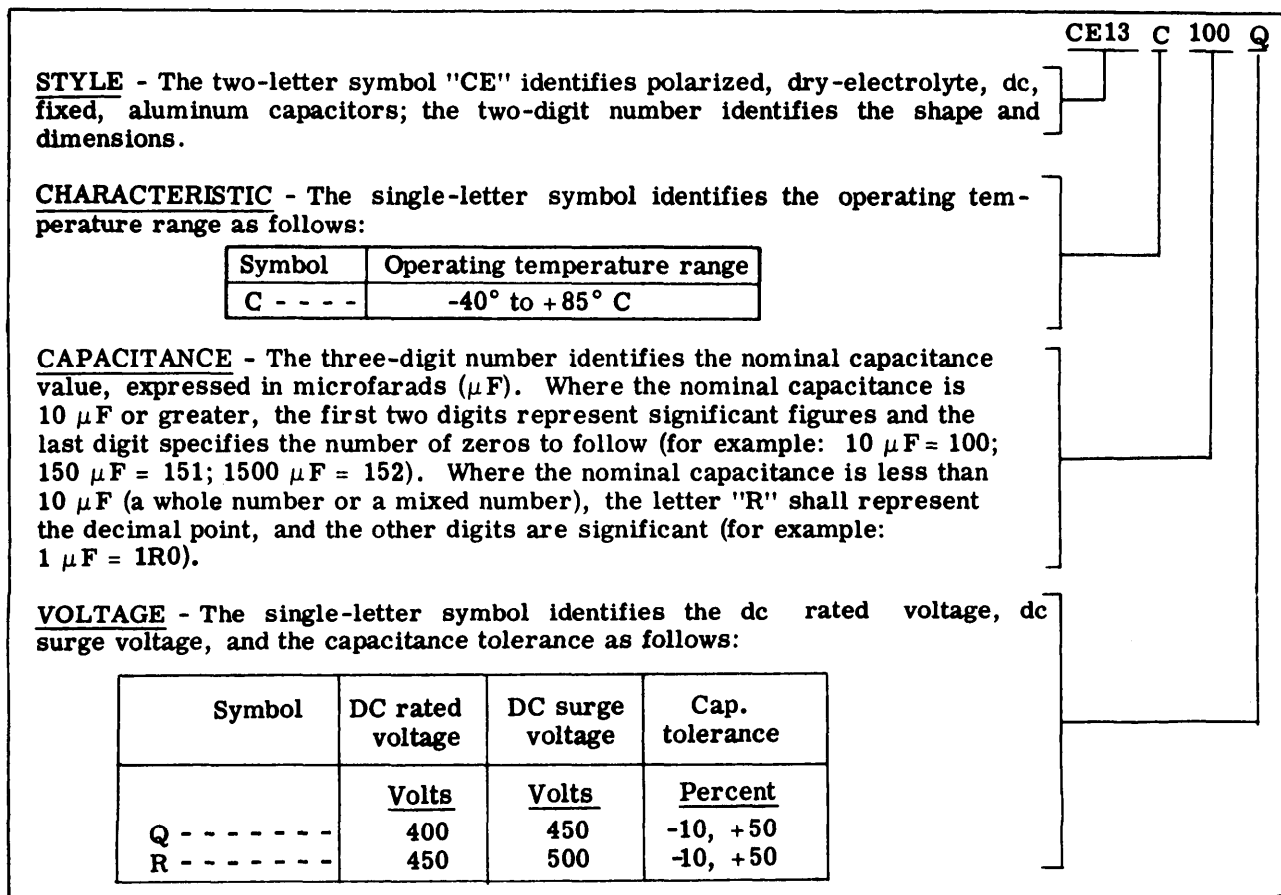 CE13 C 100 Q
STYLE - The two-letter symbol "CE" identifies polarized, dry-electrolyte, dc,
fixed, aluminum capacitors; the two-digit number identifies the shape and
dimensions.
CHARACTERISTIC - The single-letter symbol identifies the operating tem-
perature range as follows:
Symbol Operating temperature range
C - - - - -40° to +85° C
CAPACITANCE - The three-digit number identifies the nominal capacitance
value, expressed in microfarads (μF). Where the nominal capacitance is
10 μF or greater, the first two digits represent significant figures and the
last digit specifies the number of zeros to follow (for example: 10 μF = 100;
150 μF = 151; 1500 μF = 152). Where the nominal capacitance is less than
10 μF (a whole number or a mixed number), the letter "R" shall represent
the decimal point, and the other digits are significant (for example:
1 μF = 1R0).
VOLTAGE - The single-letter symbol identifies the dc rated voltage, dc
surge voltage, and the capacitance tolerance as follows:
Symbol DC rated DC surge Cap.
voltage voltage tolerance
Volts Volts Percent
Q - - - - - - - 400 450 -10, +50
R - - - - - - - 450 500 -10, +50